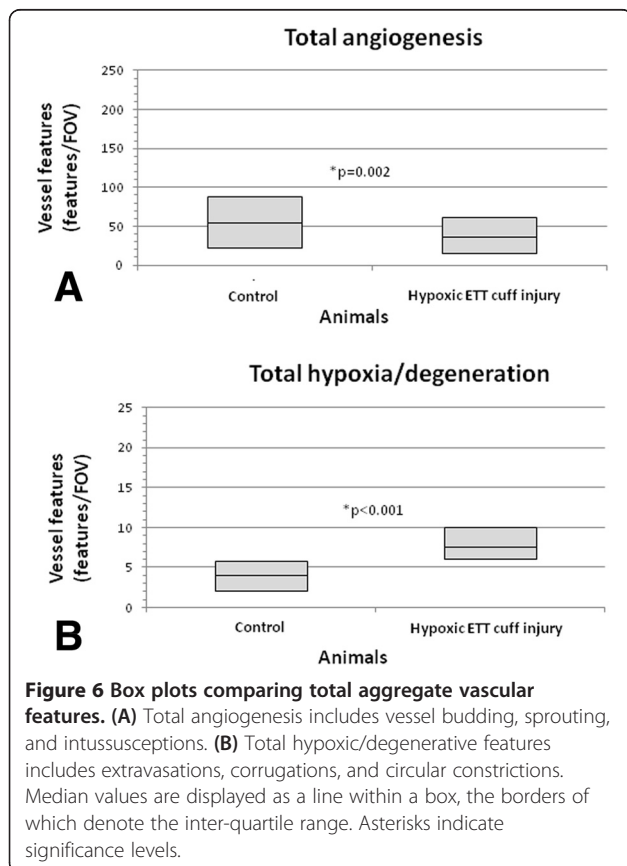 Total angiogenesis
Vessel features
(features/FOV)
250
200
150
100
50
0
*p=0.002
Control
Hypoxic ETT cuff injury
Animals
A
Total hypoxia/degeneration
Vessel features
(features/FOV)
25
20
15
10
5
0
*p<0.001
Control
Hypoxic ETT cuff injury
Animals
B
Figure 6 Box plots comparing total aggregate vascular
features. (A) Total angiogenesis includes vessel budding, sprouting,
and intussusceptions. (B) Total hypoxic/degenerative features
includes extravasations, corrugations, and circular constrictions.
Median values are displayed as a line within a box, the borders of
which denote the inter-quartile range. Asterisks indicate
significance levels.